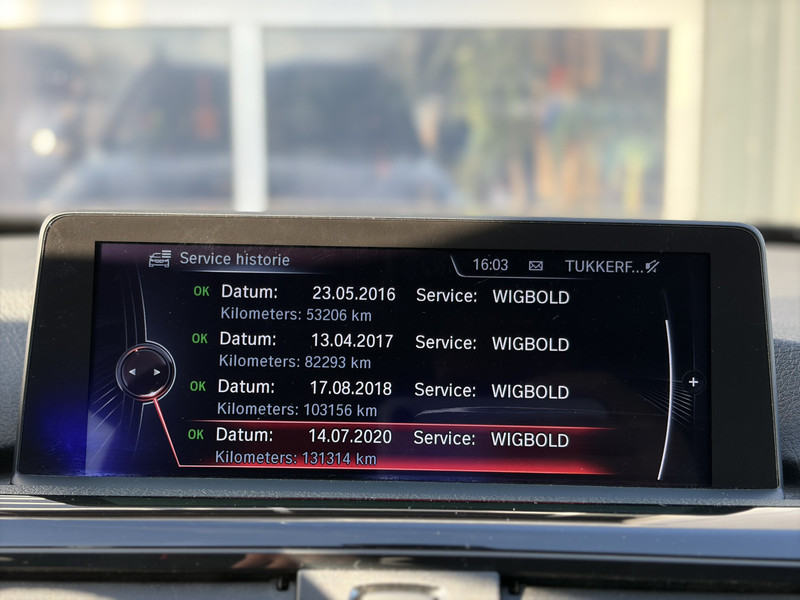 Service historie 16:03 TUKKERF...
OK Datum: 23.05.2016 Service: WIGBOLD
Kilometers: 53206 km
OK Datum: 13.04.2017 Service: WIGBOLD
Kilometers: 82293 km
OK Datum: 17.08.2018 Service: WIGBOLD
Kilometers: 103156 km
OK Datum: 14.07.2020 Service: WIGBOLD
Kilometers: 131314 km